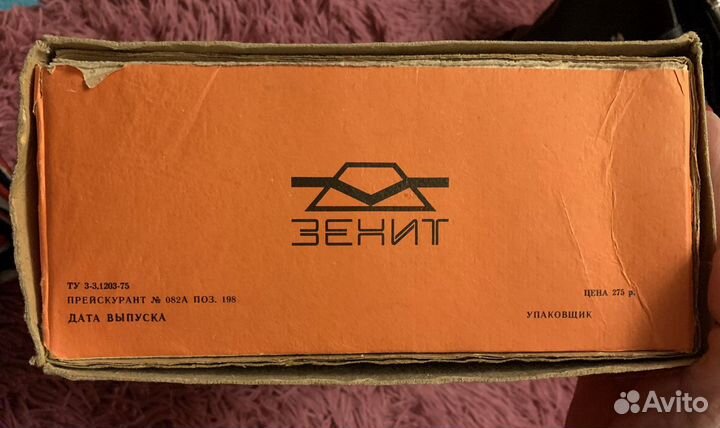 ЗЕНИТ
ТУ 3-3.1203-75
ПРЕЙСКУРАНТ № 082А ПОЗ. 198
ЦЕНА 275 р.
ДАТА ВЫПУСКА
УПАКОВЩИК
Avito